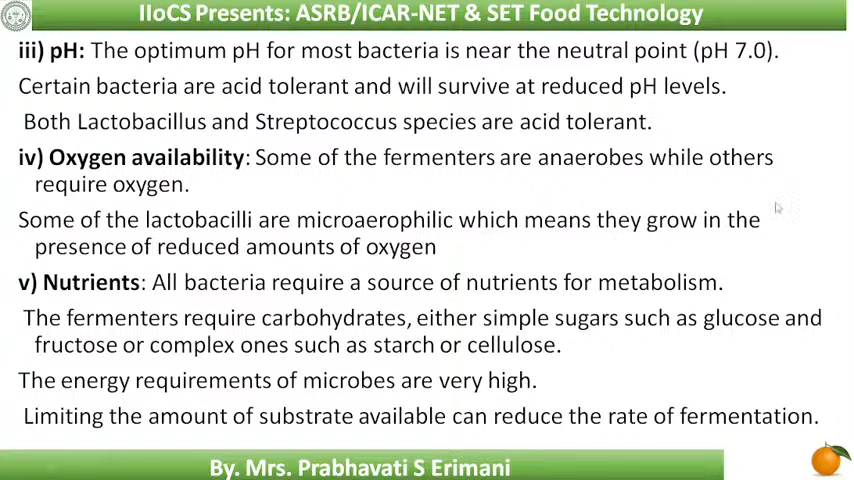 IIoCS Presents: ASRB/ICAR-NET & SET Food Technology
iii) pH: The optimum pH for most bacteria is near the neutral point (pH 7.0).
Certain bacteria are acid tolerant and will survive at reduced pH levels.
Both Lactobacillus and Streptococcus species are acid tolerant.
iv) Oxygen availability: Some of the fermenters are anaerobes while others
require oxygen.
Some of the lactobacilli are microaerophilic which means they grow in the
presence of reduced amounts of oxygen
v) Nutrients: All bacteria require a source of nutrients for metabolism.
The fermenters require carbohydrates, either simple sugars such as glucose and
fructose or complex ones such as starch or cellulose.
The energy requirements of microbes are very high.
Limiting the amount of substrate available can reduce the rate of fermentation.
By. Mrs. Prabhavati S Erimani